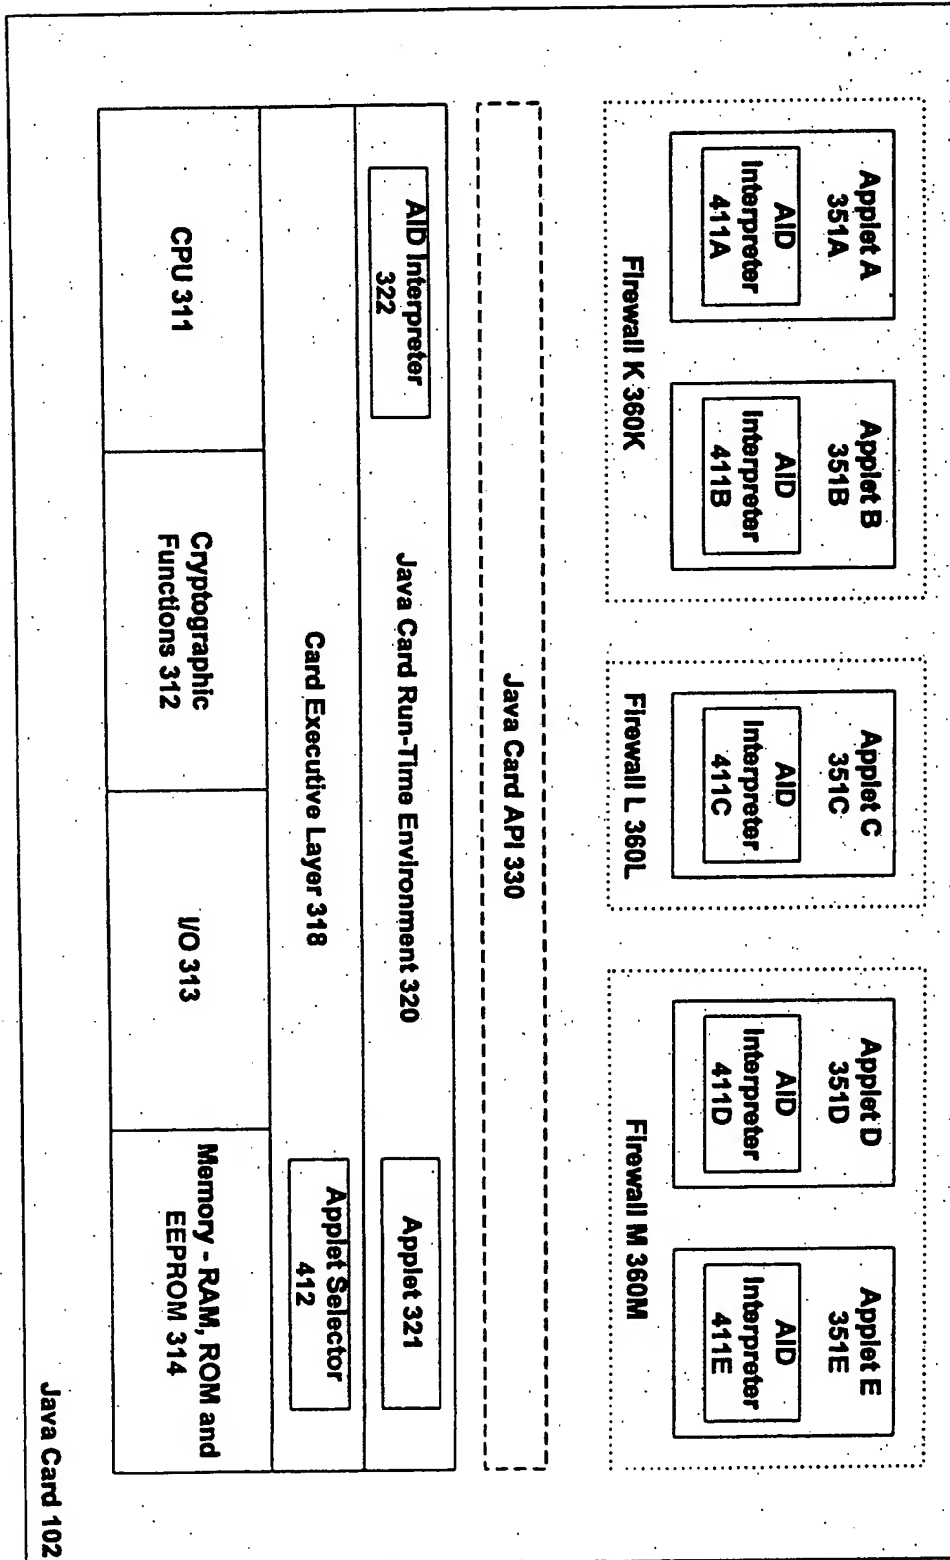 Applet A
351A
AID
Interpreter
411A
Applet B
351B
AID
Interpreter
411B
Firewall K 360K
Applet C
351C
AID
Interpreter
411C
Firewall L 360L
Applet D
351D
AID
Interpreter
411D
Applet E
351E
AID
Interpreter
411E
Firewall M 360M
Java Card API 330
AID Interpreter
322
Java Card Run-Time Environment 320
Applet 321
Card Executive Layer 318
Applet Selector
412
CPU 311
Cryptographic
Functions 312
I/O 313
Memory - RAM, ROM and
EEPROM 314
Java Card 102